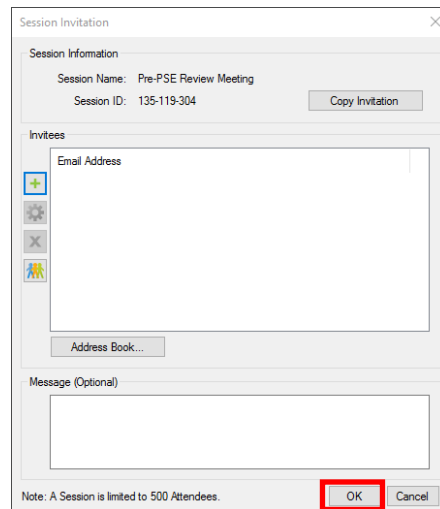 Session Invitation
Session Information
Session Name: Pre-PSE Review Meeting
Session ID: 135-119-304 Copy Invitation
Invitees
Email Address
Address Book...
Message (Optional)
Note: A Session is limited to 500 Attendees. OK Cancel